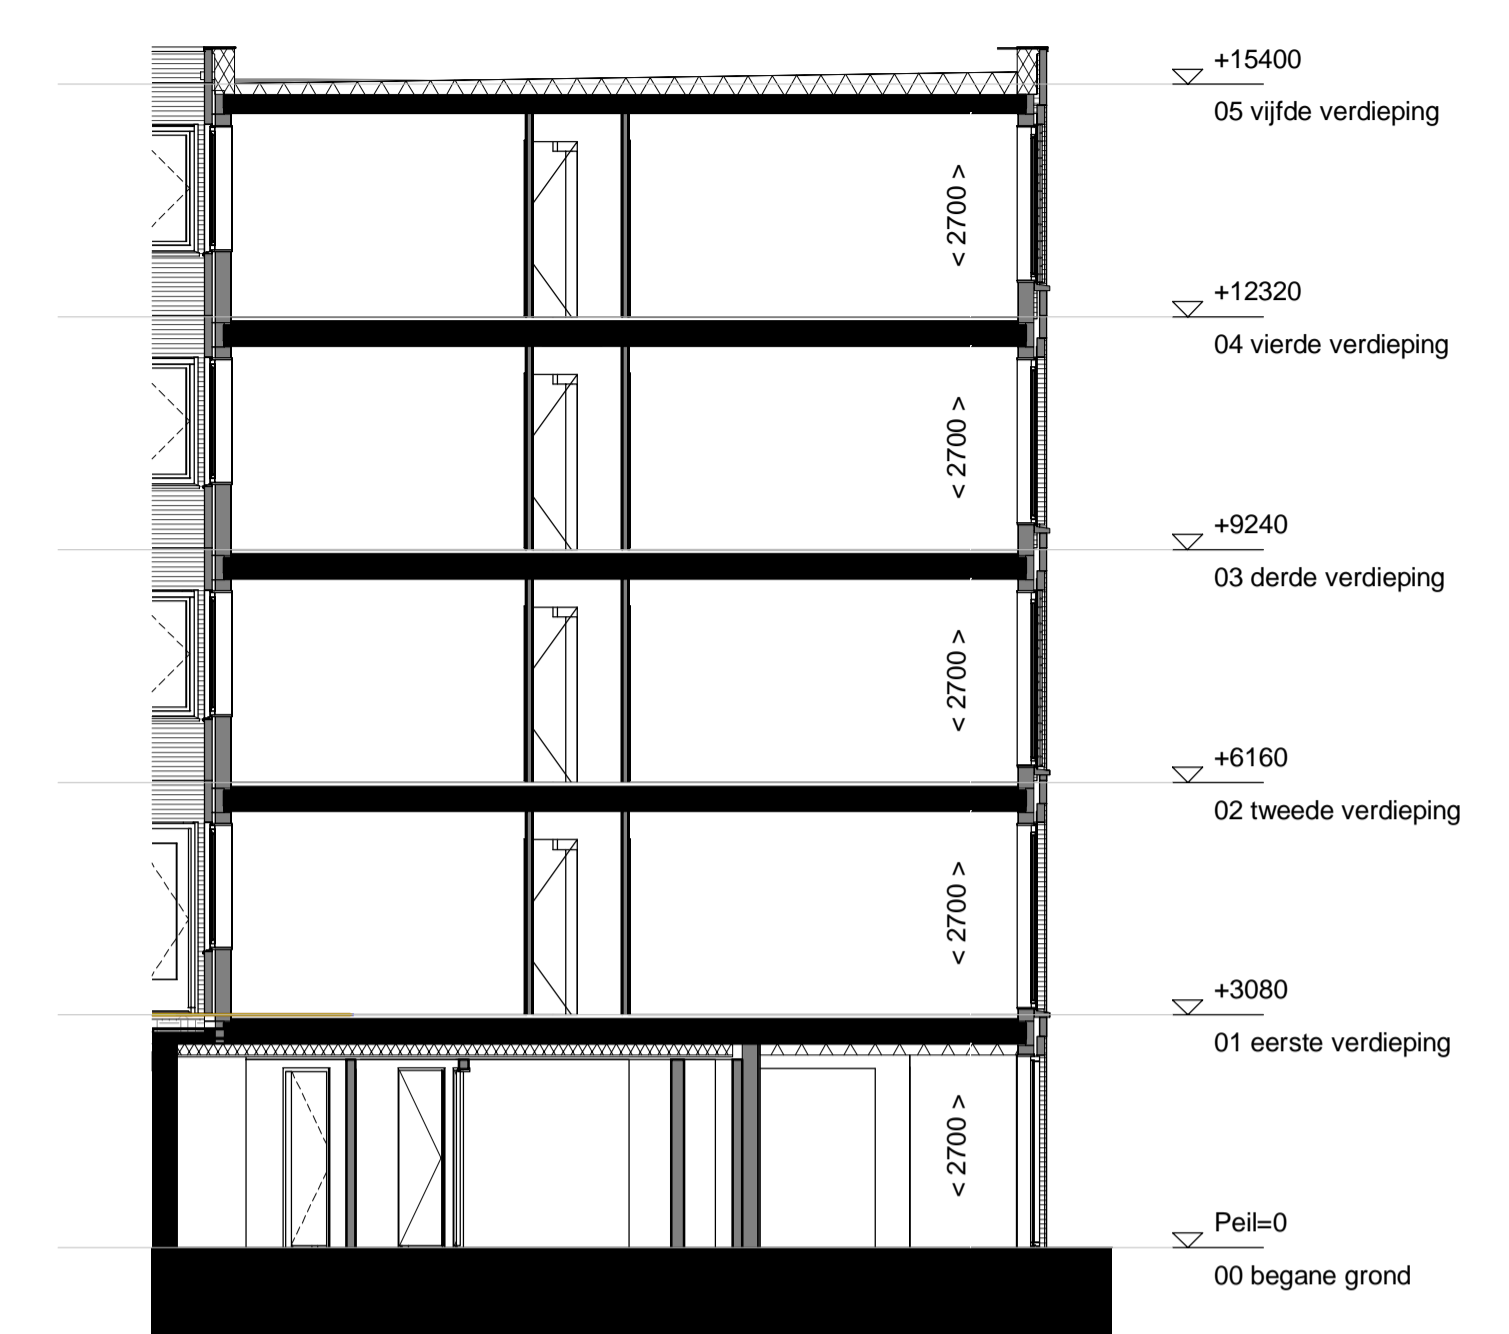 +15400
05 vijfde verdieping
< 2700 >
+12320
04 vierde verdieping
< 2700 >
+9240
03 derde verdieping
< 2700 >
+6160
02 tweede verdieping
< 2700 >
+3080
01 eerste verdieping
< 2700 >
Peil=0
00 begane grond